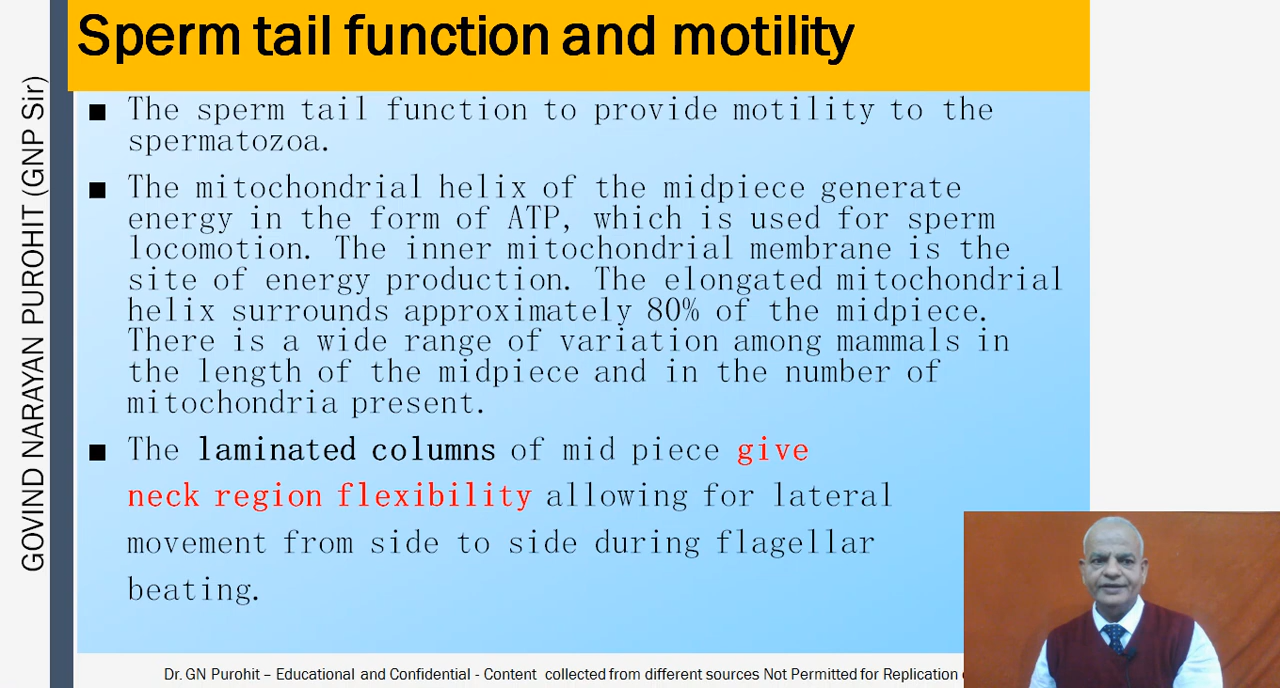 Sperm tail function and motility
GOVIND NARAYAN PUROHIT (GNP Sir)
■ The sperm tail function to provide motility to the
spermatozoa.
■ The mitochondrial helix of the midpiece generate
energy in the form of ATP, which is used for sperm
locomotion. The inner mitochondrial membrane is the
site of energy production. The elongated mitochondrial
helix surrounds approximately 80% of the midpiece.
There is a wide range of variation among mammals in
the length of the midpiece and in the number of
mitochondria present.
■ The laminated columns of mid piece give
neck region flexibility allowing for lateral
movement from side to side during flagellar
beating.
Dr. GN Purohit – Educational and Confidential - Content collected from different sources Not Permitted for Replication